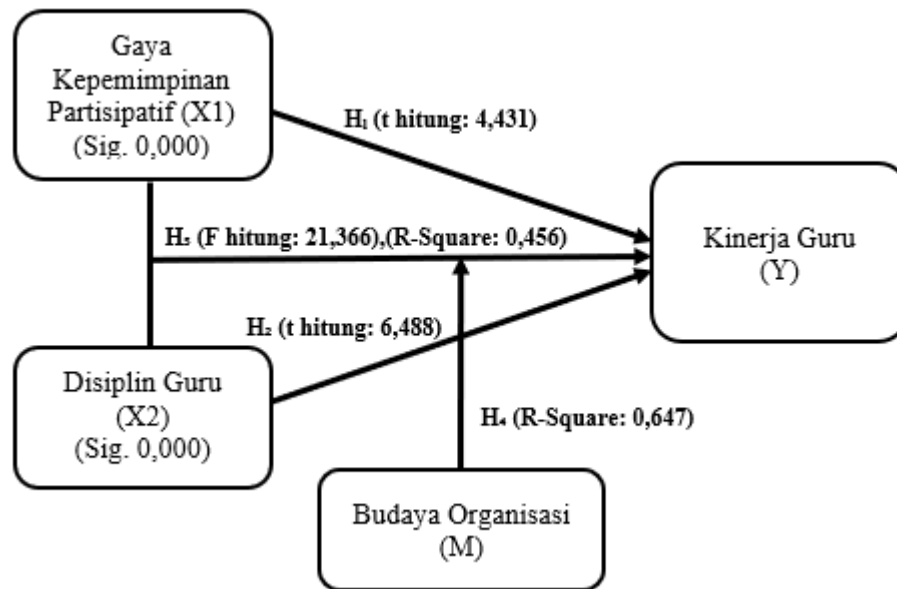 Gaya
Kepemimpinan
Partisipatif (X1)
(Sig. 0,000)
H₁ (t hitung: 4,431)
H₃ (F hitung: 21,366),(R-Square: 0,456)
Kinerja Guru
(Y)
H₂ (t hitung: 6,488)
Disiplin Guru
(X2)
(Sig. 0,000)
H₄ (R-Square: 0,647)
Budaya Organisasi
(M)